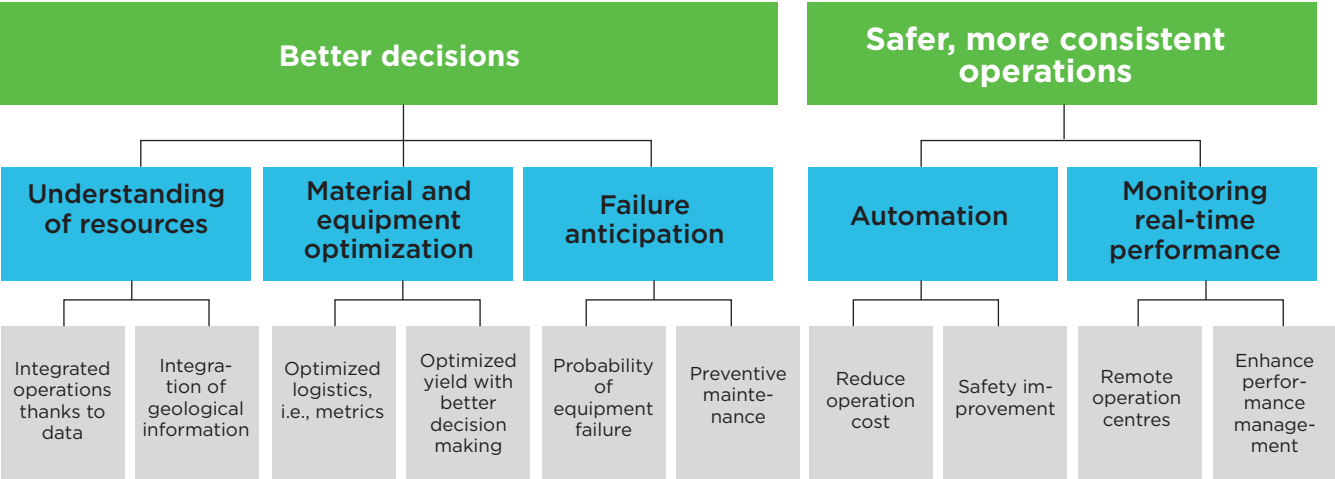 Better decisions
Safer, more consistent
operations
Understanding
of resources
Material and
equipment
optimization
Failure
anticipation
Automation
Monitoring
real-time
performance
Integrated
operations
thanks to
data
Integra-
tion of
geological
information
Optimized
logistics,
i.e., metrics
Optimized
yield with
better
decision
making
Probability
of
equipment
failure
Preventive
mainte-
nance
Reduce
operation
cost
Safety im-
provement
Remote
operation
centres
Enhance
perfor-
mance
manage-
ment